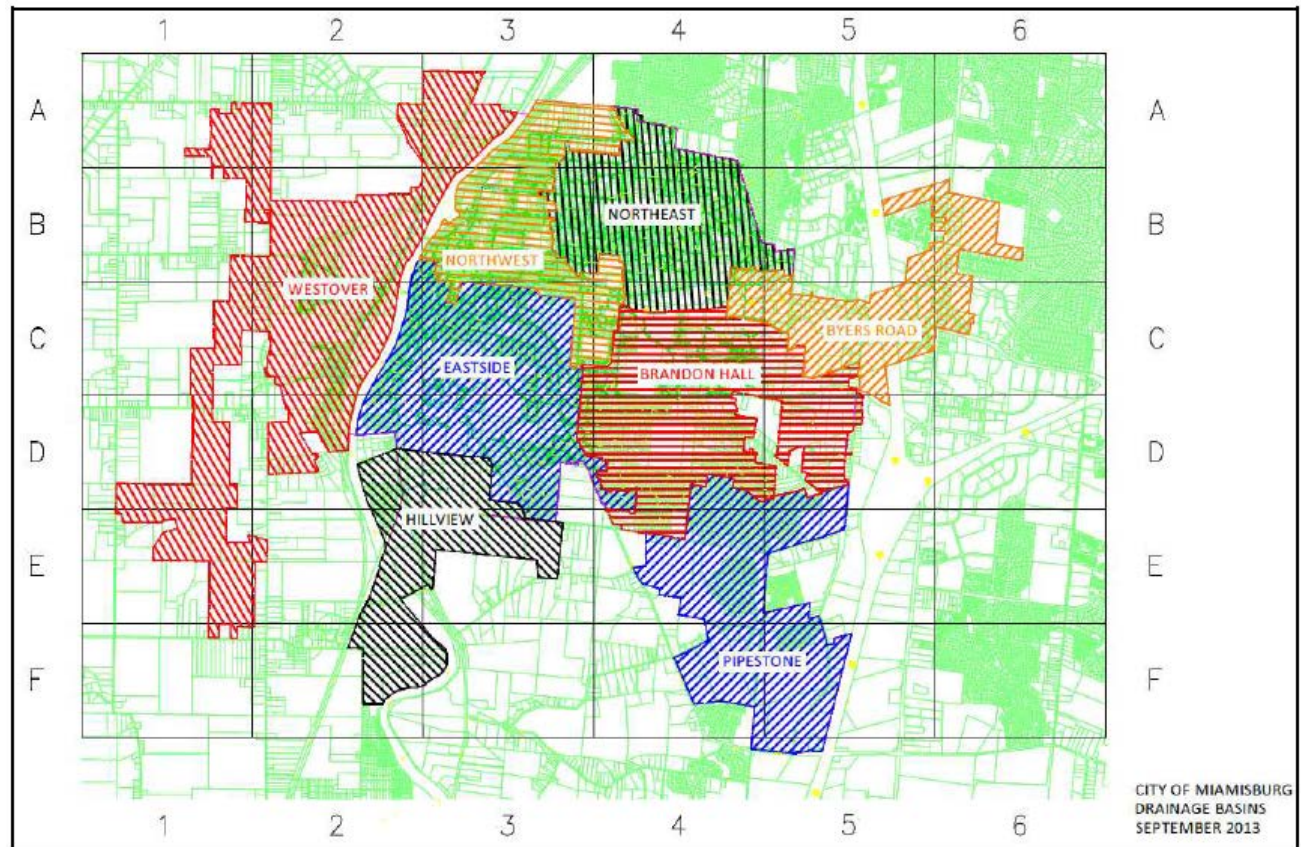 1 2 3 4 5 6
A A
B B
NORTHEAST
NORTHWEST
WESTOVER
C C
BYERS ROAD
EASTSIDE
BRANDON HALL
D D
HILLVIEW
E E
PIPESTONE
F F
CITY OF MIAMISBURG
DRAINAGE BASINS
SEPTEMBER 2013
1 2 3 4 5 6